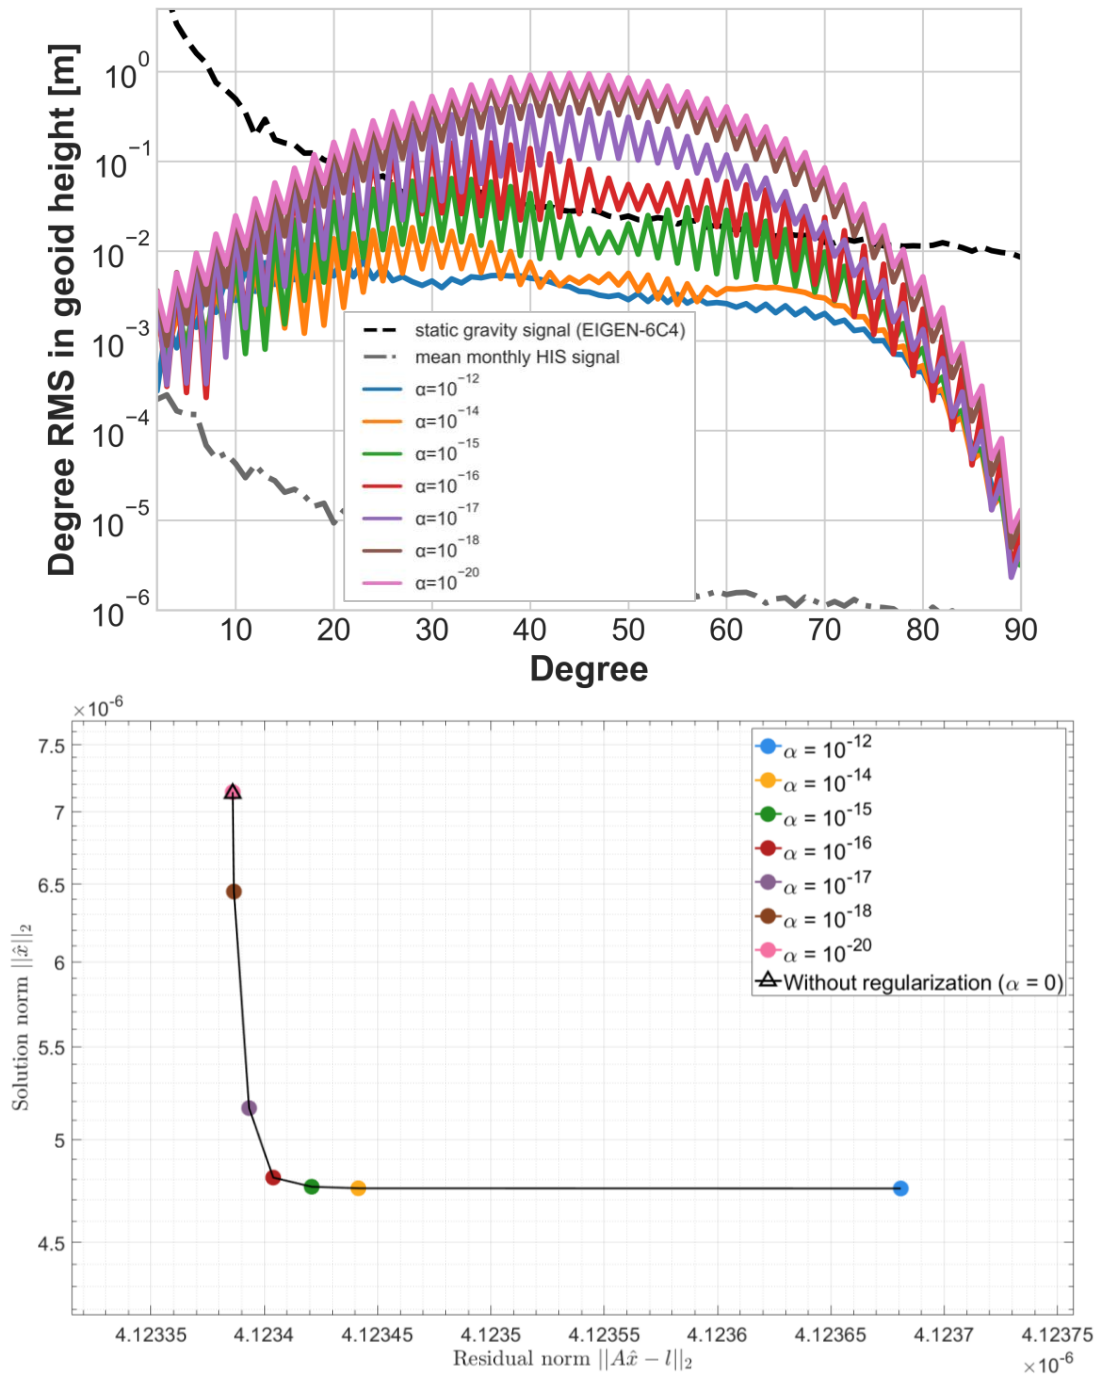 Degree RMS in geoid height [m]
10⁰
10⁻¹
10⁻²
10⁻³
10⁻⁴
10⁻⁵
10⁻⁶
static gravity signal (EIGEN-6C4)
mean monthly HIS signal
α=10⁻¹²
α=10⁻¹⁴
α=10⁻¹⁵
α=10⁻¹⁶
α=10⁻¹⁷
α=10⁻¹⁸
α=10⁻²⁰
10 20 30 40 50 60 70 80 90
Degree
×10⁻⁶
7.5
7
6.5
6
5.5
5
4.5
Solution norm ||x̂||₂
α = 10⁻¹²
α = 10⁻¹⁴
α = 10⁻¹⁵
α = 10⁻¹⁶
α = 10⁻¹⁷
α = 10⁻¹⁸
α = 10⁻²⁰
Without regularization (α = 0)
4.12335 4.1234 4.12345 4.1235 4.12355 4.1236 4.12365 4.1237 4.12375
Residual norm ||Ax̂ − l||₂
×10⁻⁶